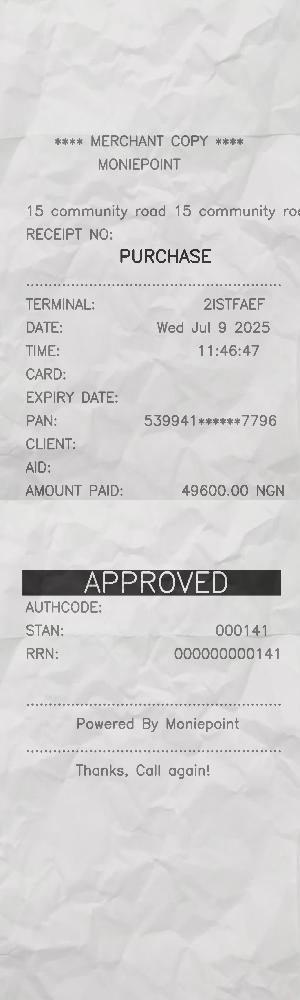 **** MERCHANT COPY ****
MONIEPOINT
15 community road 15 community
RECEIPT NO:
PURCHASE
TERMINAL: 2ISTFAEF
DATE: Wed Jul 9 2025
TIME: 11:46:47
CARD:
EXPIRY DATE:
PAN: 539941******7796
CLIENT:
AID:
AMOUNT PAID: 49600.00 NGN
APPROVED
AUTHCODE:
STAN: 000141
RRN: 000000000141
Powered By Moniepoint
Thanks, Call again!